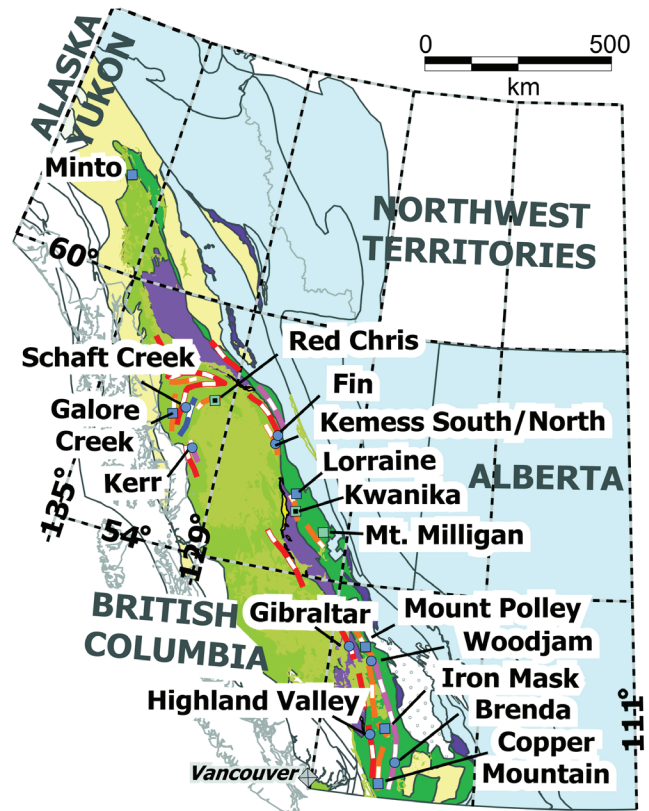 0 500
km
ALASKA
YUKON
Minto
NORTHWEST
TERRITORIES
60°
Red Chris
Schaft Creek
Fin
Galore
Creek
Kemess South/North
Lorraine
ALBERTA
Kerr
Kwanika
-135°
54°
-129°
Mt. Milligan
BRITISH
COLUMBIA
Gibraltar
Mount Polley
Woodjam
Iron Mask
Highland Valley
Brenda
111°
Copper
Mountain
Vancouver